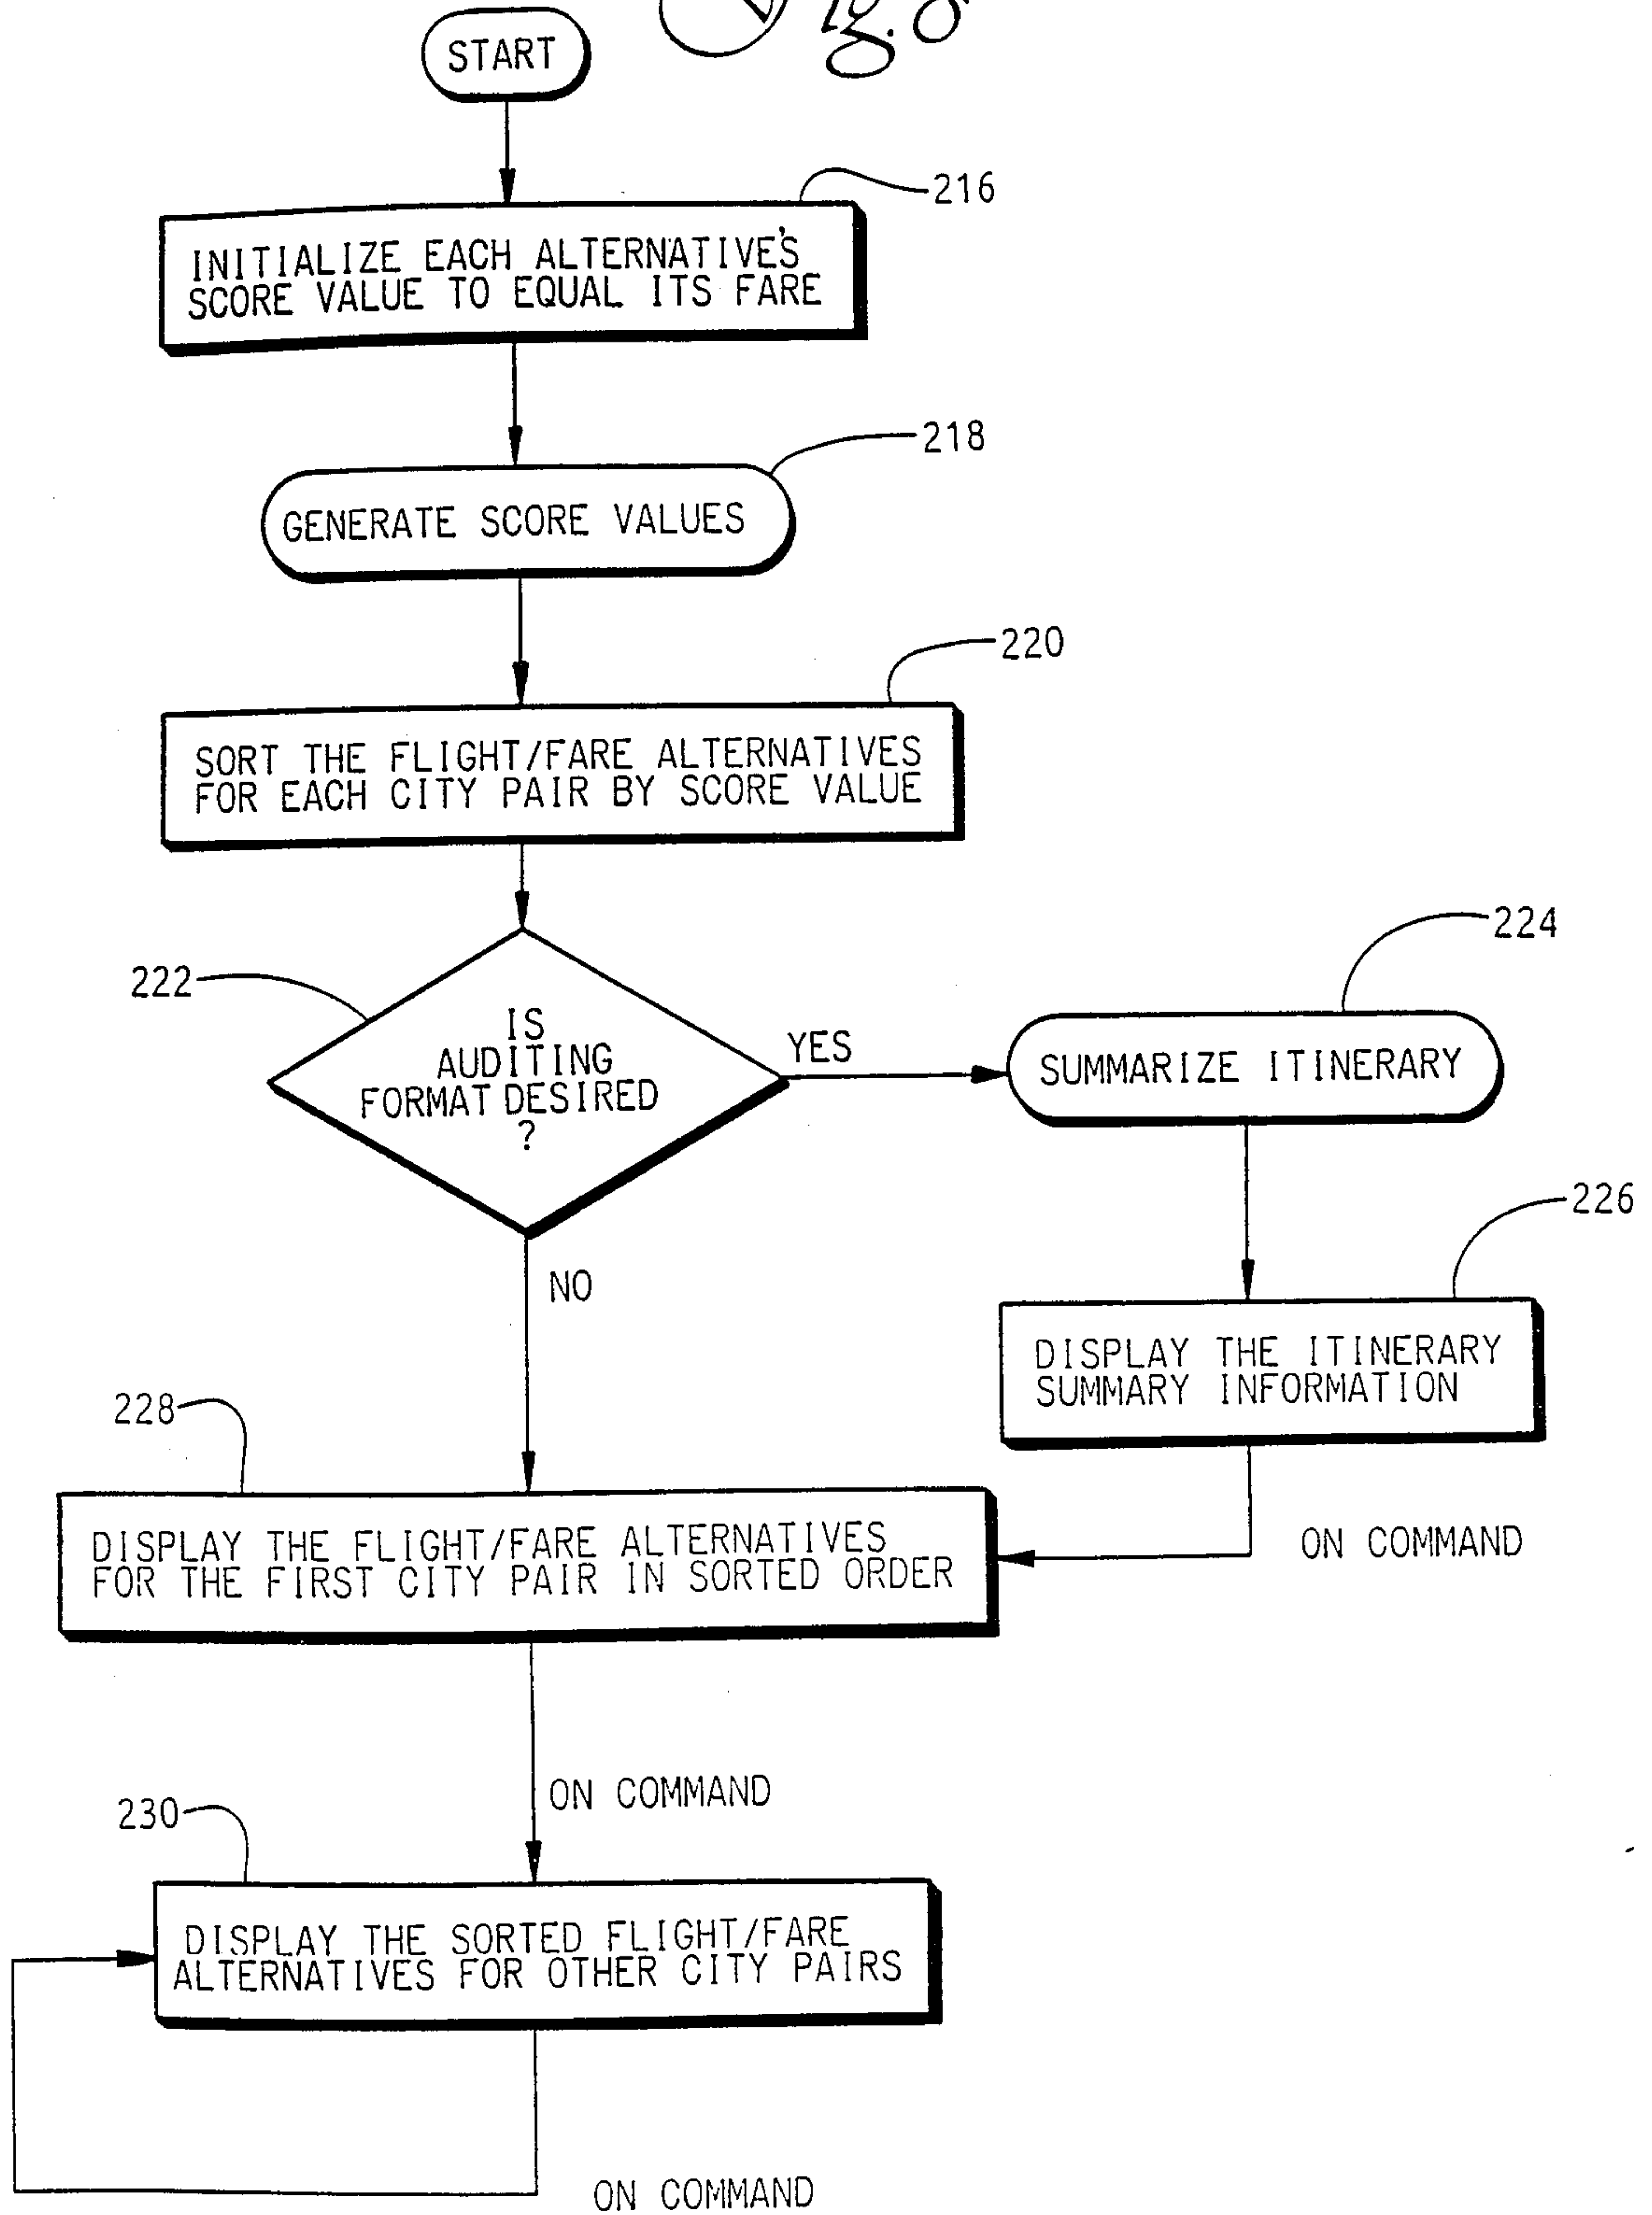 START
216
INITIALIZE EACH ALTERNATIVE'S
SCORE VALUE TO EQUAL ITS FARE
218
GENERATE SCORE VALUES
220
SORT THE FLIGHT/FARE ALTERNATIVES
FOR EACH CITY PAIR BY SCORE VALUE
222
IS
AUDITING
FORMAT DESIRED
?
YES
224
SUMMARIZE ITINERARY
226
DISPLAY THE ITINERARY
SUMMARY INFORMATION
NO
228
DISPLAY THE FLIGHT/FARE ALTERNATIVES
FOR THE FIRST CITY PAIR IN SORTED ORDER
ON COMMAND
ON COMMAND
230
DISPLAY THE SORTED FLIGHT/FARE
ALTERNATIVES FOR OTHER CITY PAIRS
ON COMMAND